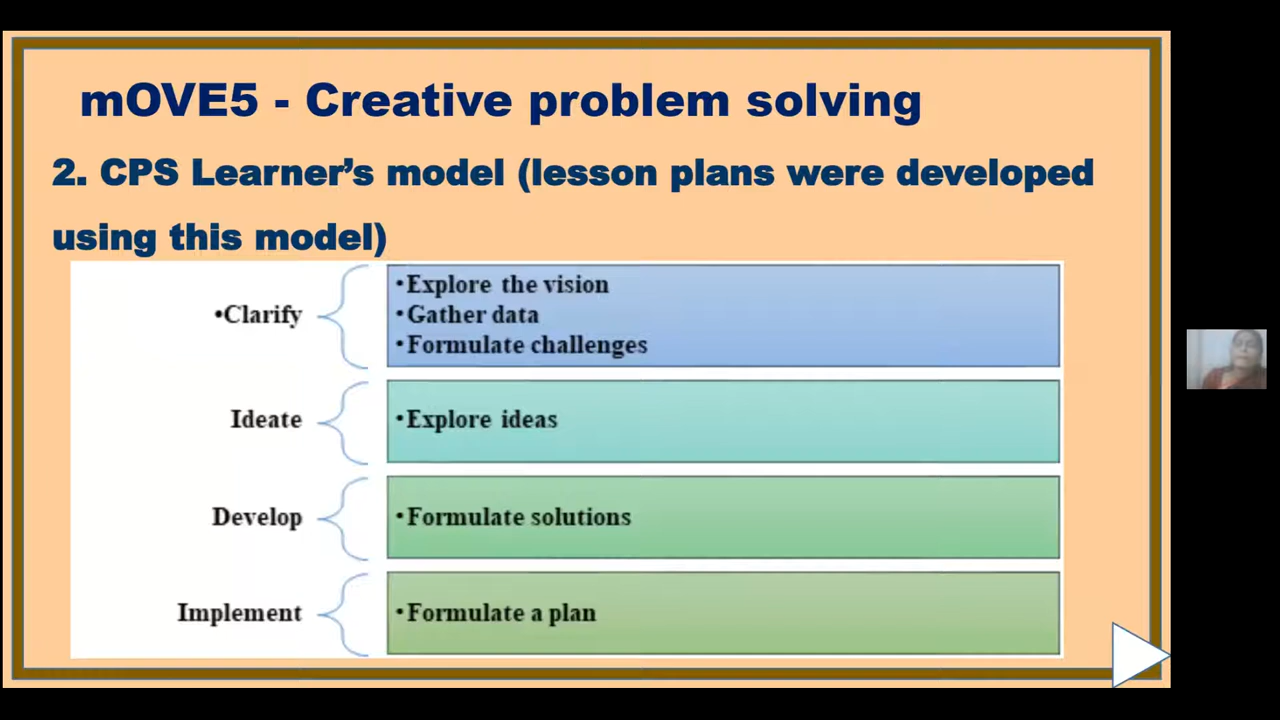 mOVE5 - Creative problem solving
2. CPS Learner’s model (lesson plans were developed
using this model)
•Clarify
•Explore the vision
•Gather data
•Formulate challenges
Ideate
•Explore ideas
Develop
•Formulate solutions
Implement
•Formulate a plan